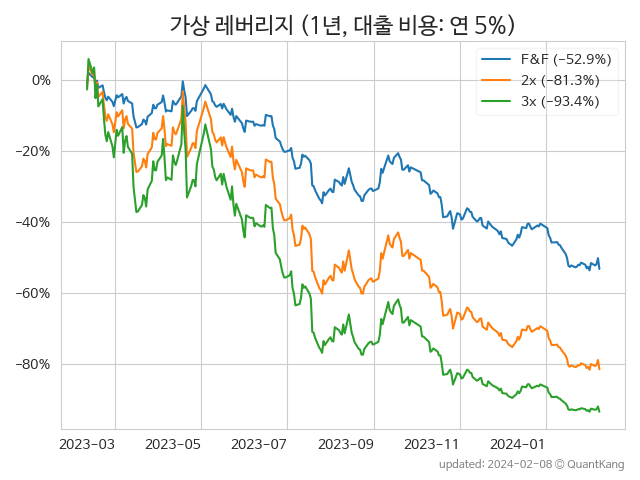 가상 레버리지 (1년, 대출 비용: 연 5%)
F&F (−52.9%)
2x (−81.3%)
3x (−93.4%)
0%
−20%
−40%
−60%
−80%
2023-03 2023-05 2023-07 2023-09 2023-11 2024-01
updated: 2024-02-08 © QuantKang